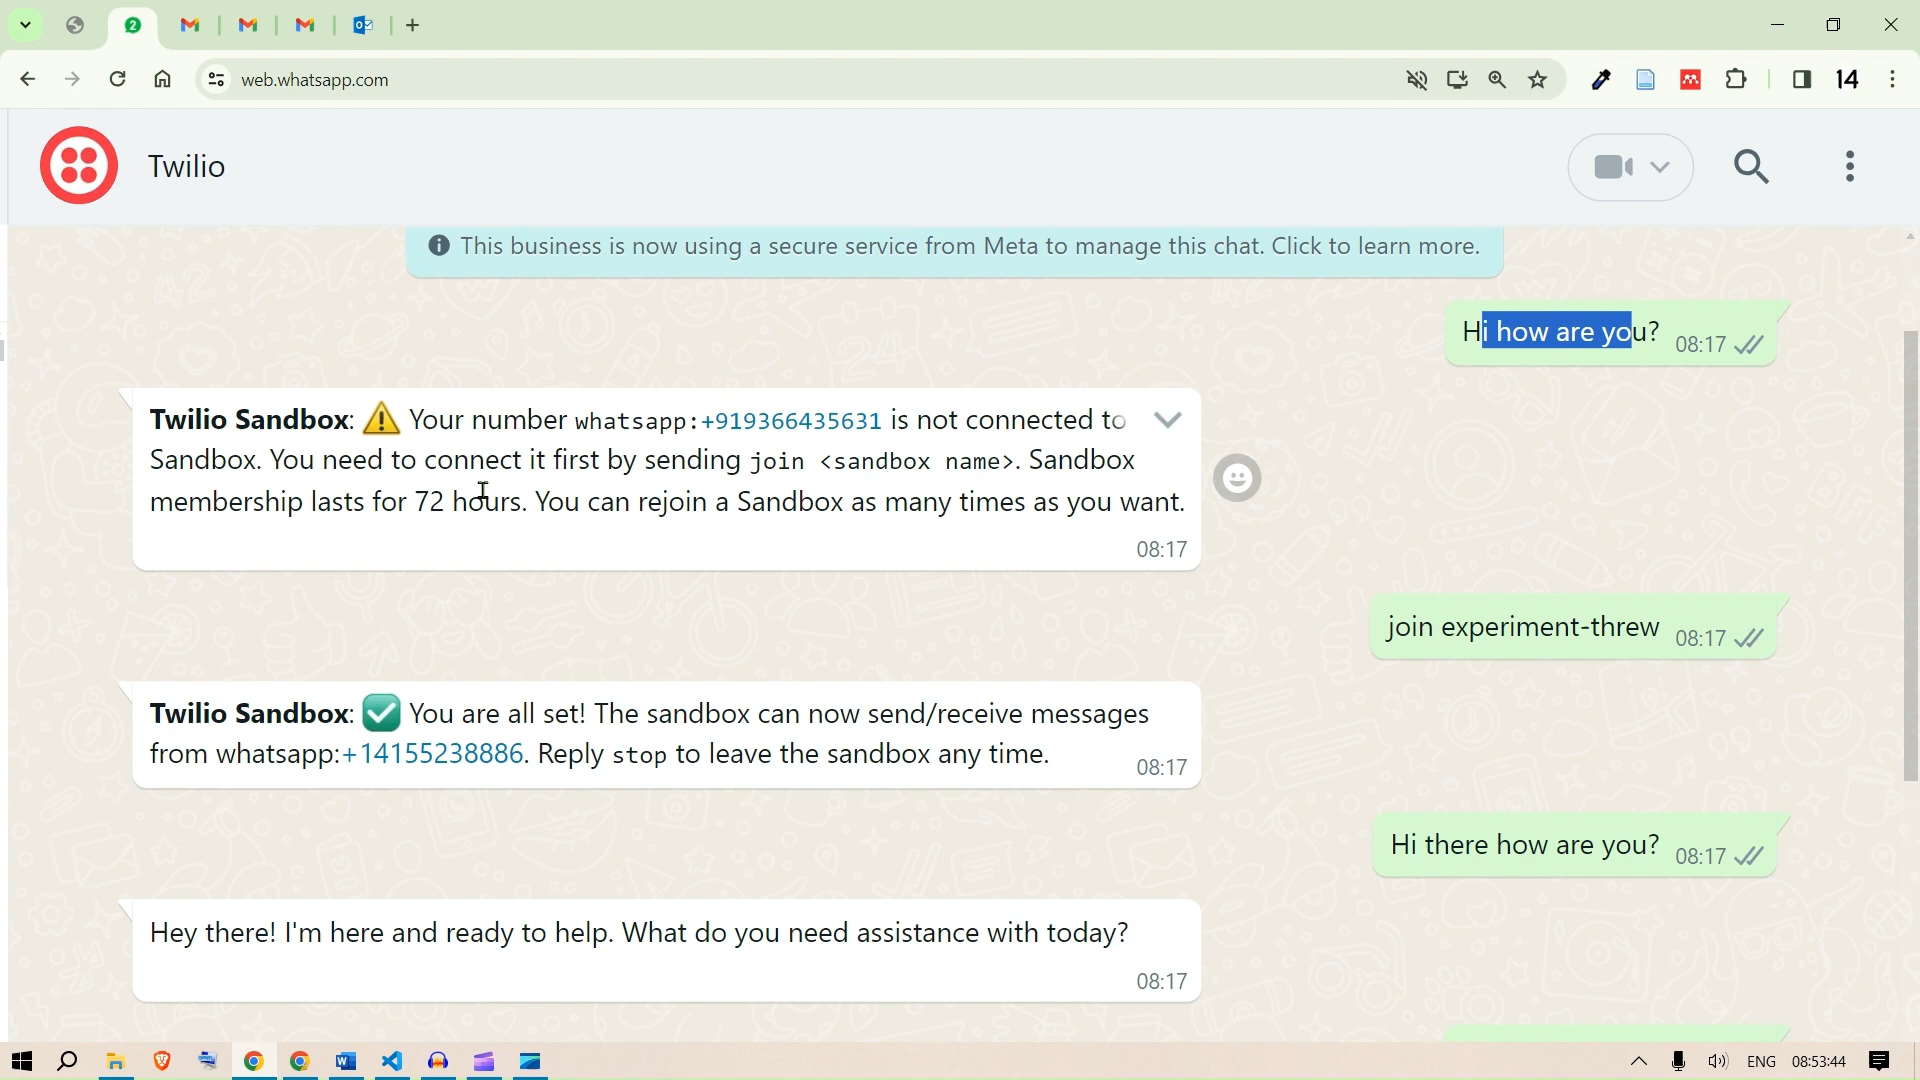 2
web.whatsapp.com
14
Twilio
This business is now using a secure service from Meta to manage this chat. Click to learn more.
Hi how are you? 08:17
Twilio Sandbox: ⚠️ Your number whatsapp:+919366435631 is not connected to
Sandbox. You need to connect it first by sending join <sandbox name>. Sandbox
membership lasts for 72 hours. You can rejoin a Sandbox as many times as you want.
08:17
join experiment-threw 08:17
Twilio Sandbox: ✅ You are all set! The sandbox can now send/receive messages
from whatsapp:+14155238886. Reply stop to leave the sandbox any time. 08:17
Hi there how are you? 08:17
Hey there! I'm here and ready to help. What do you need assistance with today?
08:17
ENG 08:53:44